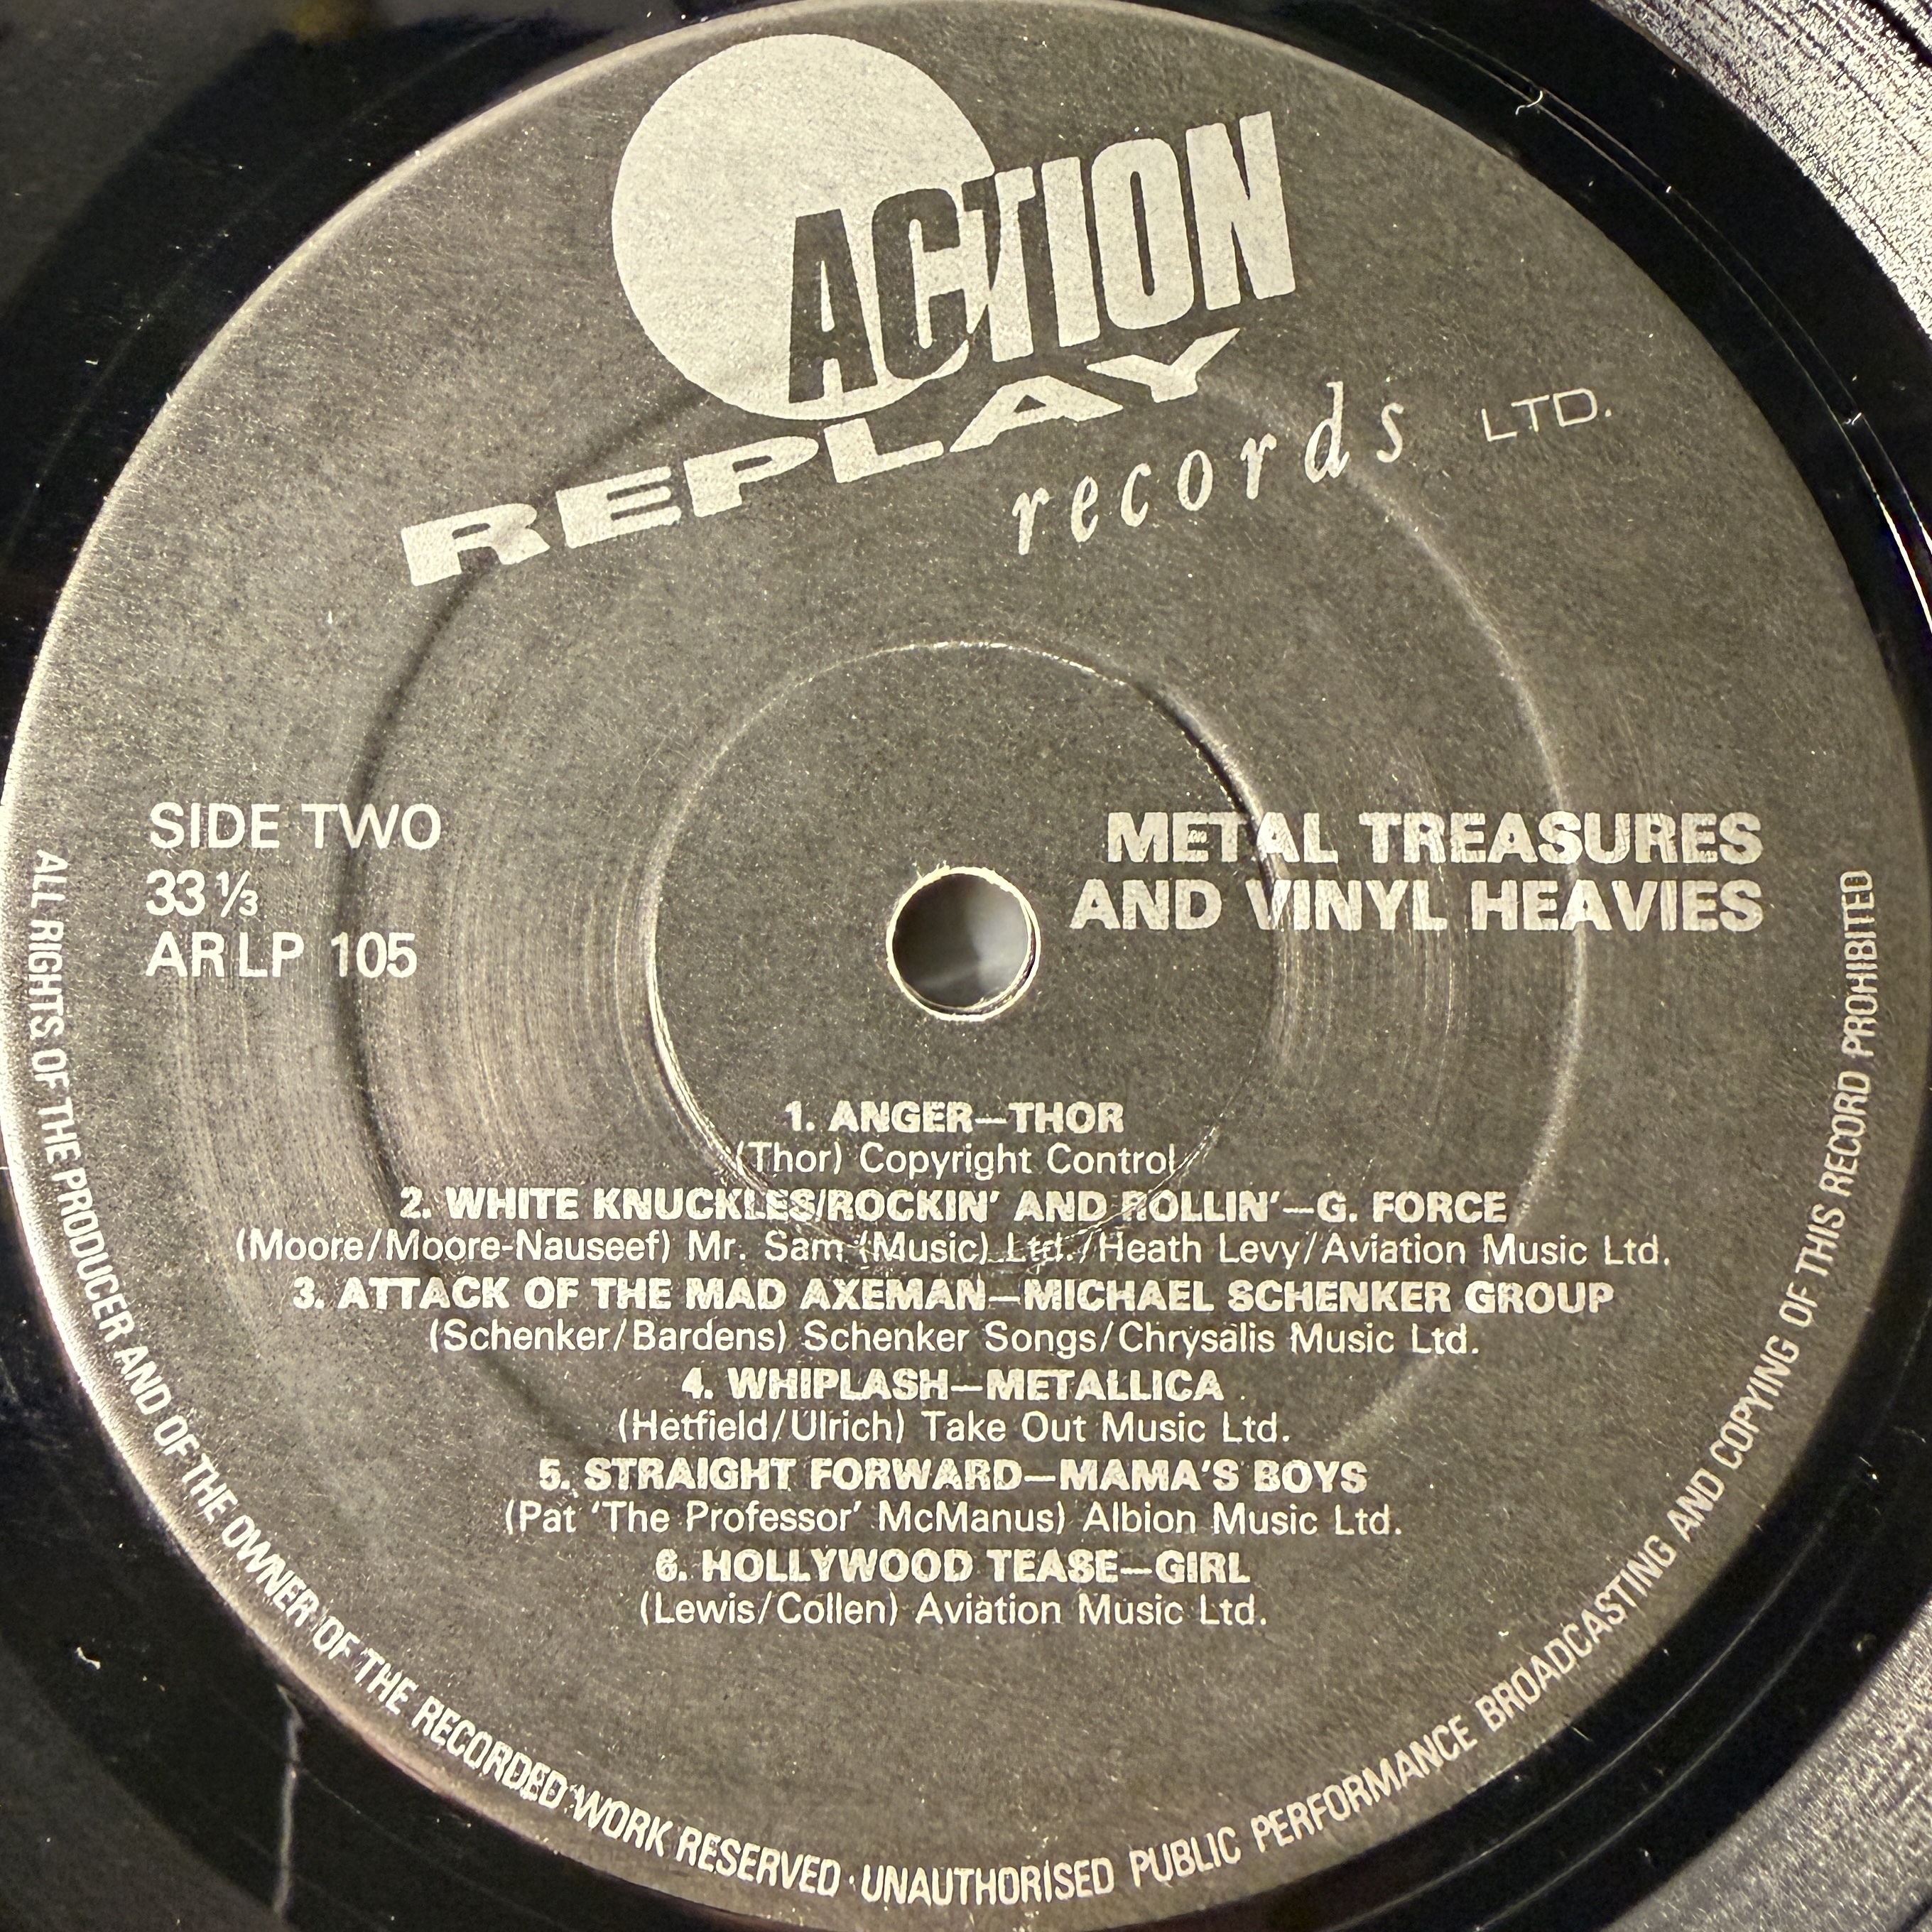 ACTION
REPLAY
records LTD.
SIDE TWO
33 ⅓
ARLP 105
METAL TREASURES
AND VINYL HEAVIES
1. ANGER—THOR
(Thor) Copyright Control
2. WHITE KNUCKLES/ROCKIN' AND ROLLIN'—G. FORCE
(Moore/Moore-Nauseef) Mr. Sam (Music) Ltd./Heath Levy/Aviation Music Ltd.
3. ATTACK OF THE MAD AXEMAN—MICHAEL SCHENKER GROUP
(Schenker/Bardens) Schenker Songs/Chrysalis Music Ltd.
4. WHIPLASH—METALLICA
(Hetfield/Ulrich) Take Out Music Ltd.
5. STRAIGHT FORWARD—MAMA'S BOYS
(Pat 'The Professor' McManus) Albion Music Ltd.
6. HOLLYWOOD TEASE—GIRL
(Lewis/Collen) Aviation Music Ltd.
ALL RIGHTS OF THE PRODUCER AND OF THE OWNER OF THE RECORDED WORK RESERVED · UNAUTHORISED PUBLIC PERFORMANCE BROADCASTING AND COPYING OF THIS RECORD PROHIBITED